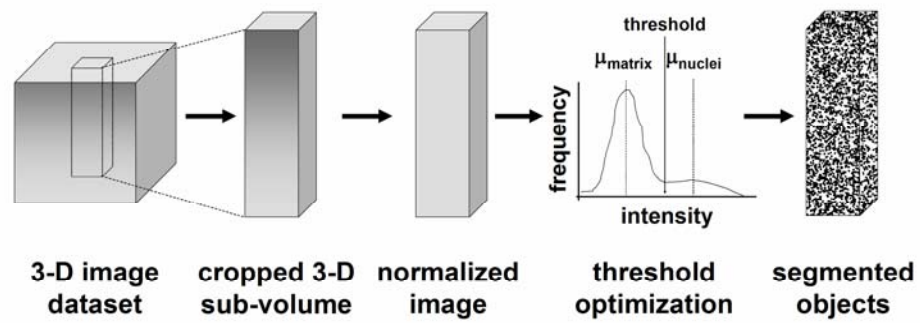 threshold
μmatrix
μnuclei
frequency
intensity
3-D image
dataset
cropped 3-D
sub-volume
normalized
image
threshold
optimization
segmented
objects